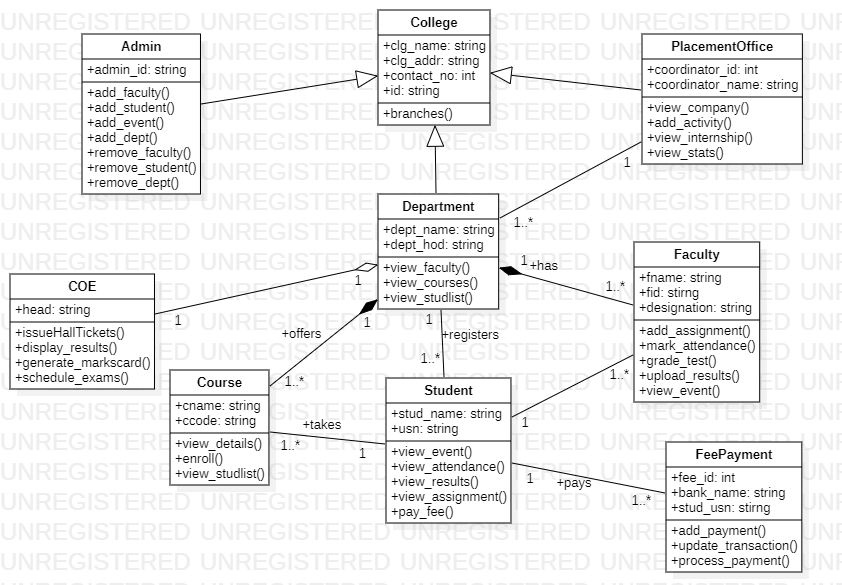 College
+clg_name: string
+clg_addr: string
+contact_no: int
+id: string
+branches()
Admin
+admin_id: string
+add_faculty()
+add_student()
+add_event()
+add_dept()
+remove_faculty()
+remove_student()
+remove_dept()
PlacementOffice
+coordinator_id: int
+coordinator_name: string
+view_company()
+add_activity()
+view_internship()
+view_stats()
1
1..*
Department
+dept_name: string
+dept_hod: string
+view_faculty()
+view_courses()
+view_studlist()
1
+has
1..*
Faculty
+fname: string
+fid: stirng
+designation: string
+add_assignment()
+mark_attendance()
+grade_test()
+upload_results()
+view_event()
COE
+head: string
+issueHallTickets()
+display_results()
+generate_markscard()
+schedule_exams()
1
1
+offers
1
1..*
1
+registers
1..*
Course
+cname: string
+ccode: string
+view_details()
+enroll()
+view_studlist()
+takes
1..*
1
Student
+stud_name: string
+usn: string
+view_event()
+view_attendance()
+view_results()
+view_assignment()
+pay_fee()
1..*
1
1
+pays
1..*
FeePayment
+fee_id: int
+bank_name: string
+stud_usn: stirng
+add_payment()
+update_transaction()
+process_payment()
UNREGISTERED